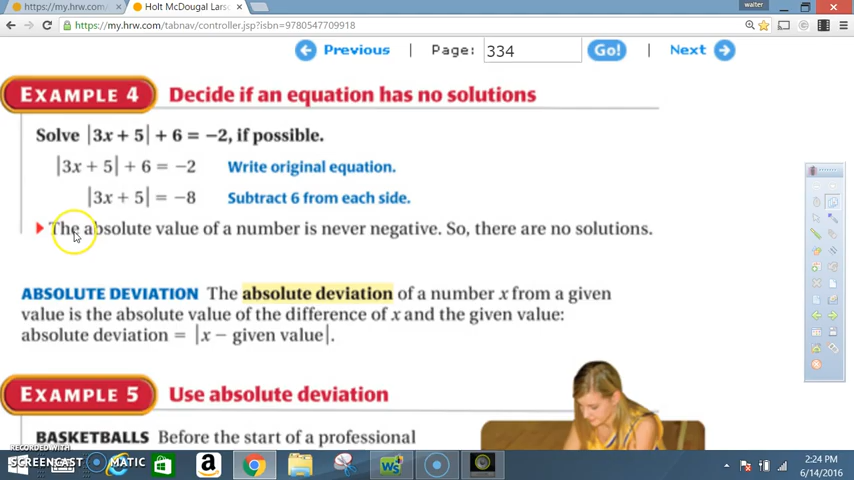 https://my.hrw.com/tabnav/
Holt McDougal Lars
walter
https://my.hrw.com/tabnav/controller.jsp?isbn=9780547709918
Previous | Page: 334 Go! | Next
EXAMPLE 4 Decide if an equation has no solutions
Solve |3x + 5| + 6 = −2, if possible.
|3x + 5| + 6 = −2 Write original equation.
|3x + 5| = −8 Subtract 6 from each side.
The absolute value of a number is never negative. So, there are no solutions.
ABSOLUTE DEVIATION The absolute deviation of a number x from a given
value is the absolute value of the difference of x and the given value:
absolute deviation = |x − given value|.
EXAMPLE 5 Use absolute deviation
BASKETBALLS Before the start of a professional
RECORDED WITH
SCREENCAST MATIC
2:24 PM
6/14/2016